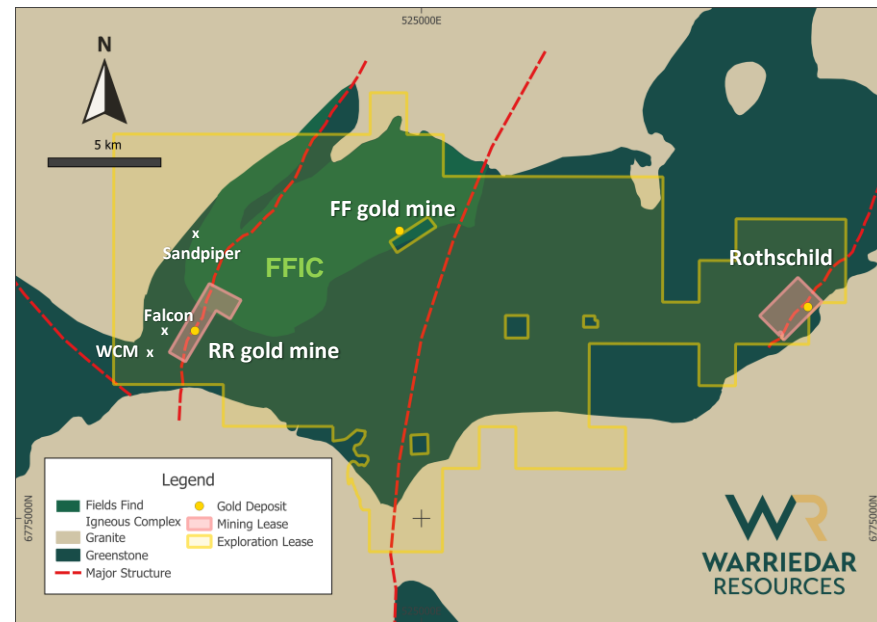 525000E
N
5 km
FF gold mine
Sandpiper
FFIC
Rothschild
Falcon
WCM
RR gold mine
Legend
Fields Find
Igneous Complex
Granite
Greenstone
Major Structure
Gold Deposit
Mining Lease
Exploration Lease
6775000N
6775000N
WR
WARRIEDAR
RESOURCES